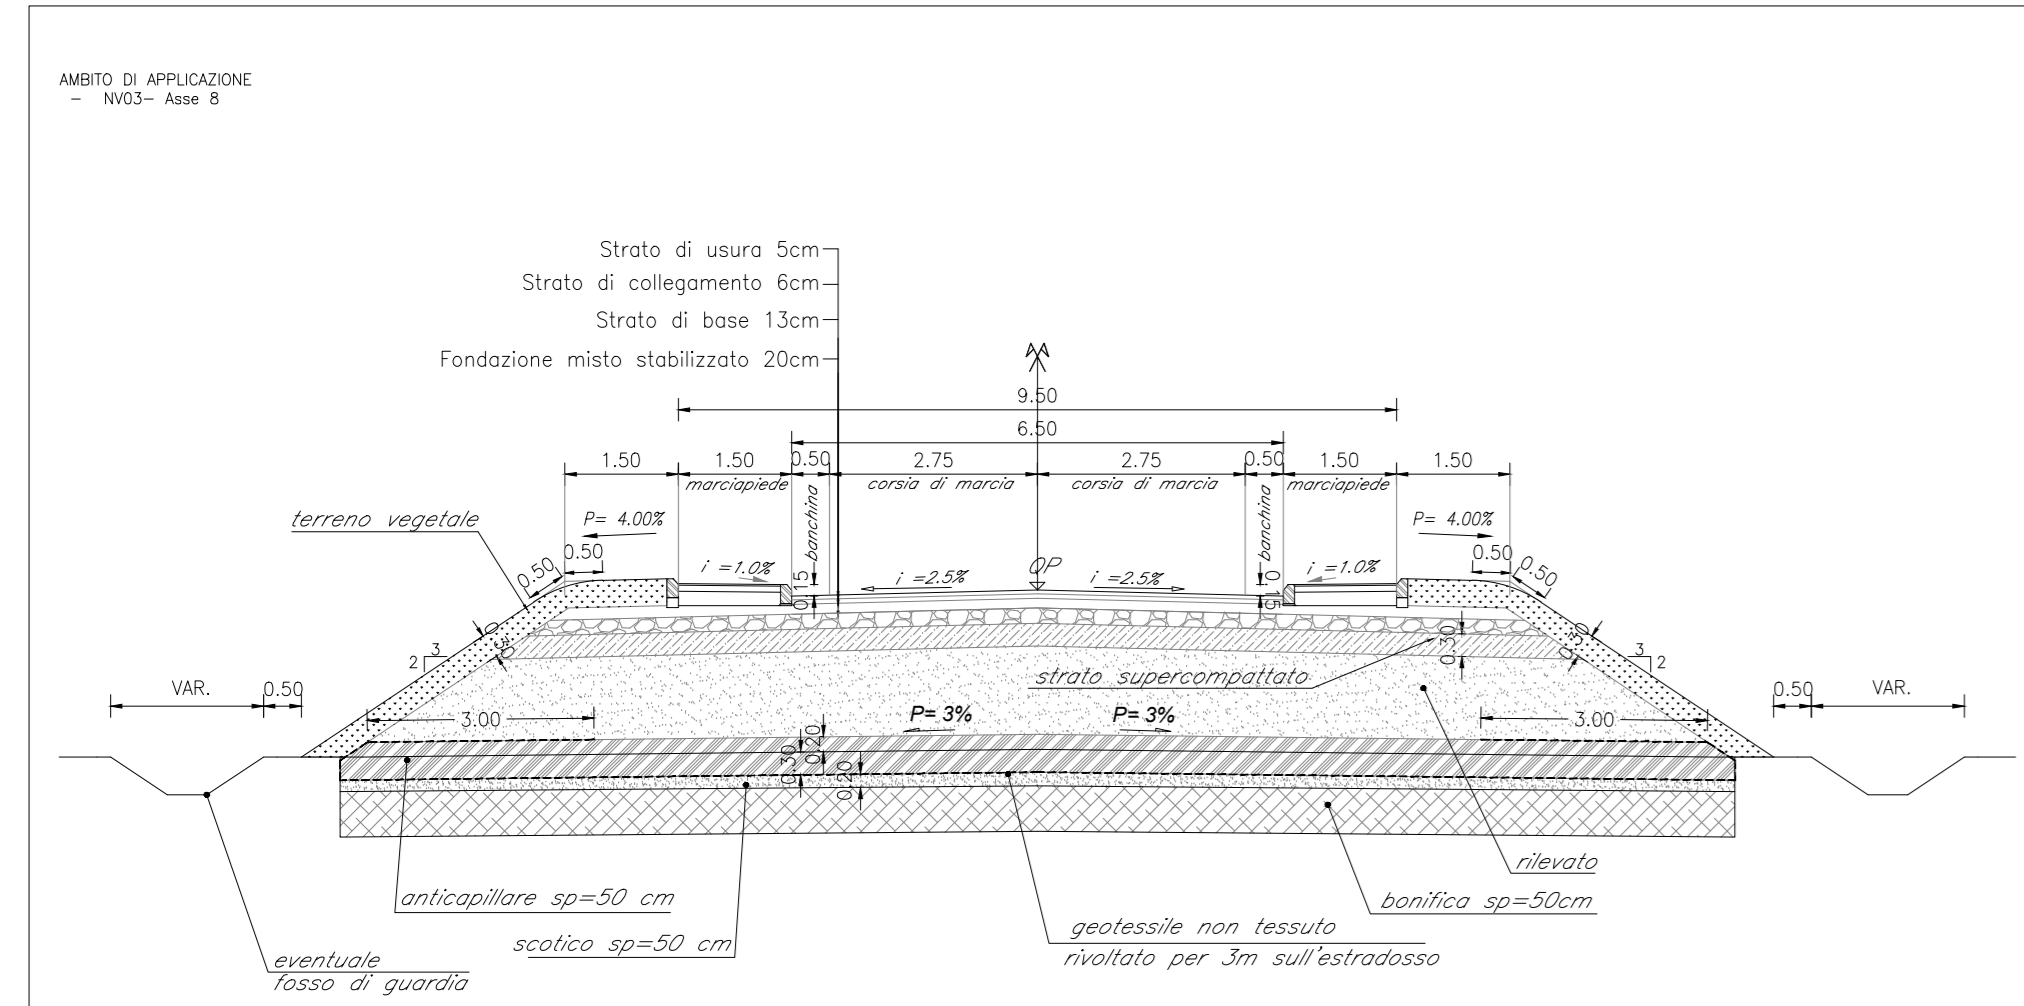 AMBITO DI APPLICAZIONE
- NV03- Asse 8
Strato di usura 5cm
Strato di collegamento 6cm
Strato di base 13cm
Fondazione misto stabilizzato 20cm
9.50
6.50
1.50 1.50 0.50 2.75 2.75 0.50 1.50 1.50
marciapiede corsia di marcia corsia di marcia marciapiede
banchina banchina
terreno vegetale P= 4.00% P= 4.00%
0.50 0.50 0.50 0.50
i =1.0% 0.15 i =2.5% QP i =2.5% 0.15 i =1.0%
0.30 0.30 0.30
3 2 3 2
strato supercompattato
VAR. 0.50 0.50 VAR.
3.00 P= 3% P= 3% 3.00
0.20
0.30
0.20
rilevato
anticapillare sp=50 cm bonifica sp=50cm
geotessile non tessuto
scotico sp=50 cm
rivoltato per 3m sull'estradosso
eventuale
fosso di guardia